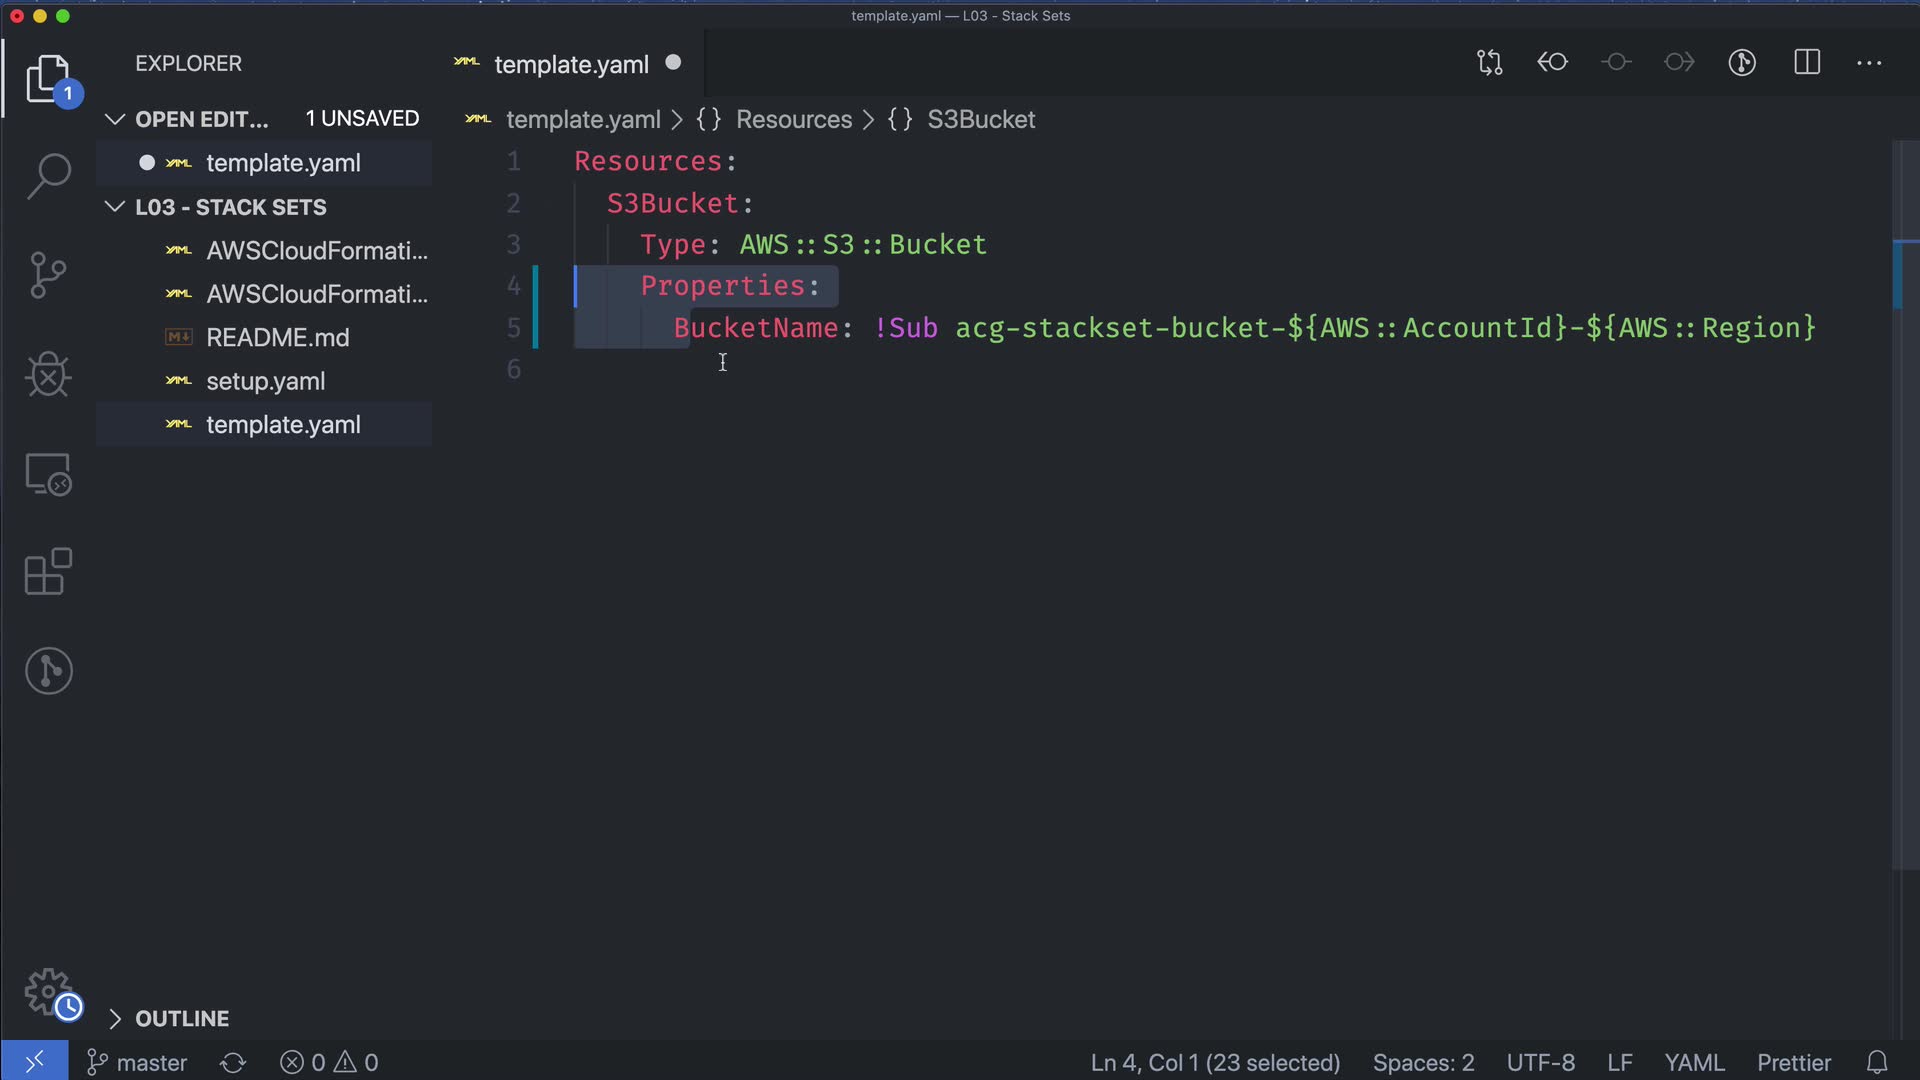 template.yaml — L03 - Stack Sets
EXPLORER
1
OPEN EDIT... 1 UNSAVED
template.yaml
L03 - STACK SETS
AWSCloudFormati...
AWSCloudFormati...
README.md
setup.yaml
template.yaml
OUTLINE
template.yaml
template.yaml > {} Resources > {} S3Bucket
1 Resources:
2 S3Bucket:
3 Type: AWS::S3::Bucket
4 Properties:
5 BucketName: !Sub acg-stackset-bucket-${AWS::AccountId}-${AWS::Region}
6
master 0 0 Ln 4, Col 1 (23 selected) Spaces: 2 UTF-8 LF YAML Prettier